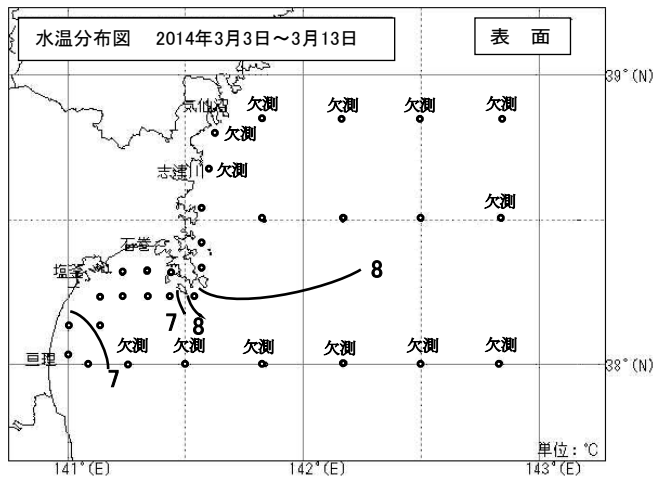 水温分布図 2014年3月3日～3月13日
表 面
39°(N)
気仙沼
欠測 欠測 欠測 欠測
欠測
志津川 欠測
欠測
石巻
塩釜
8
7 8
亘理
欠測 欠測 欠測 欠測 欠測 欠測
38°(N)
7
単位:℃
141°(E) 142°(E) 143°(E)